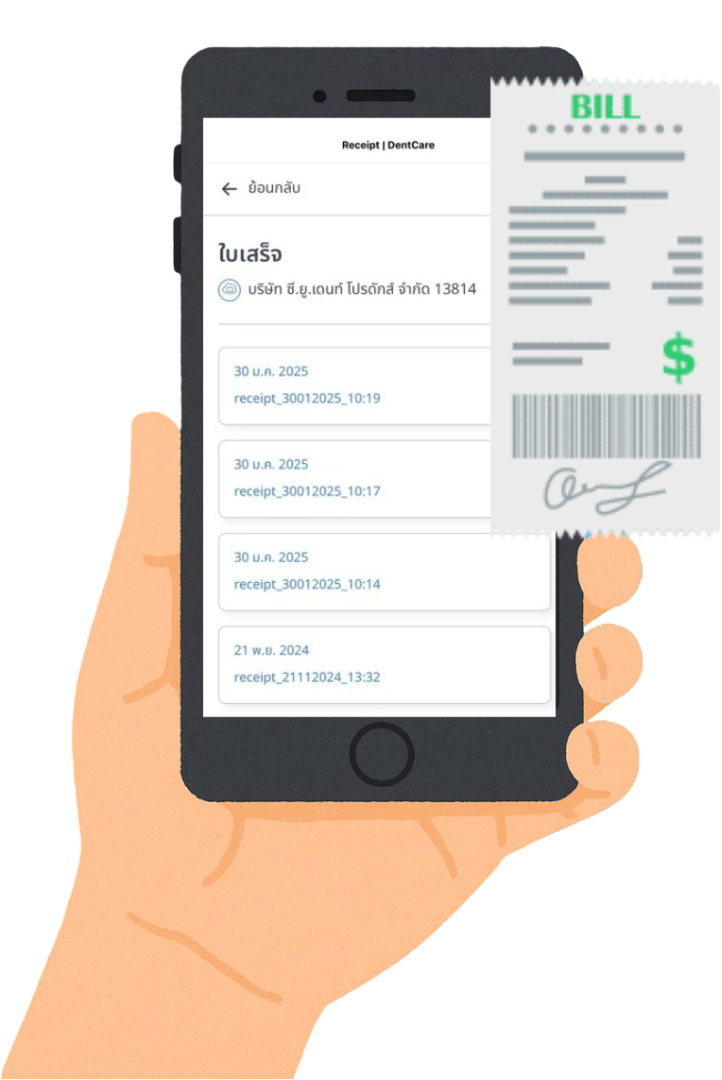 Receipt | DentCare
← ย้อนกลับ
ใบเสร็จ
บริษัท ซี.ยู.เดนท์ โปรดักส์ จำกัด 13814
30 ม.ค. 2025
receipt_30012025_10:19
30 ม.ค. 2025
receipt_30012025_10:17
30 ม.ค. 2025
receipt_30012025_10:14
21 พ.ย. 2024
receipt_21112024_13:32
BILL
$